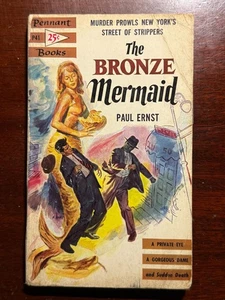 Pennant
P41 25¢
Books
MURDER PROWLS NEW YORK'S
STREET OF STRIPPERS
The
BRONZE
Mermaid
PAUL ERNST
A PRIVATE EYE
A GORGEOUS DAME
and Sudden Death